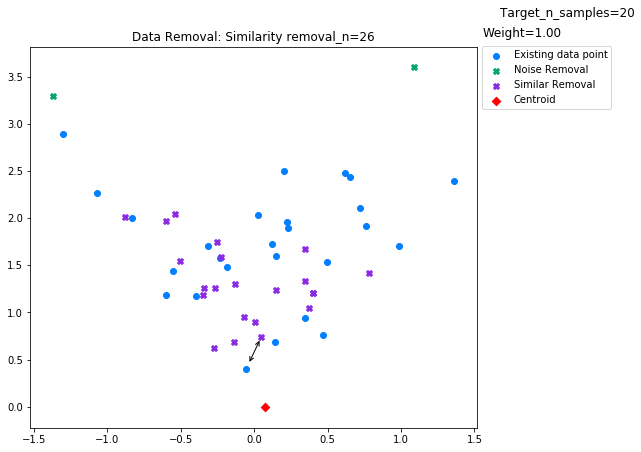 Target_n_samples=20
Weight=1.00
Data Removal: Similarity removal_n=26
Existing data point
Noise Removal
Similar Removal
Centroid
3.5
3.0
2.5
2.0
1.5
1.0
0.5
0.0
−1.5 −1.0 −0.5 0.0 0.5 1.0 1.5